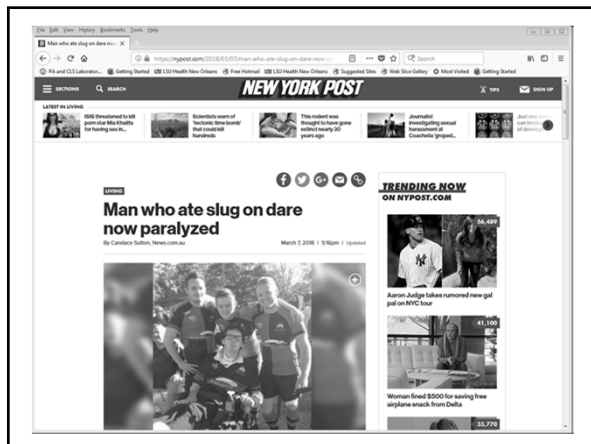 File Edit View History Bookmarks Tools Help
Man who ate slug on dare now ×
https://nypost.com/2018/03/07/man-who-ate-slug-on-dare-now-
Search
PA and CLS Laborator... Getting Started LSU Health New Orleans Free Hotmail LSU Health New Orleans Suggested Sites Web Slice Gallery Most Visited Getting Started
SECTIONS SEARCH NEW YORK POST TIPS SIGN UP
LATEST IN LIVING
ISIS threatened to kill
porn star Mia Khalifa
for having sex in...
Scientists warn of
'tectonic time bomb'
that could kill
hundreds
This rodent was
thought to have gone
extinct nearly 30
years ago
Journalist
investigating sexual
harassment at
Coachella 'groped...
LIVING
Man who ate slug on dare
now paralyzed
By Candace Sutton, News.com.au March 7, 2018 | 5:16pm | Updated
TRENDING NOW
ON NYPOST.COM
56,489
Aaron Judge takes rumored new gal
pal on NYC tour
41,100
Woman fined $500 for saving free
airplane snack from Delta
33,770